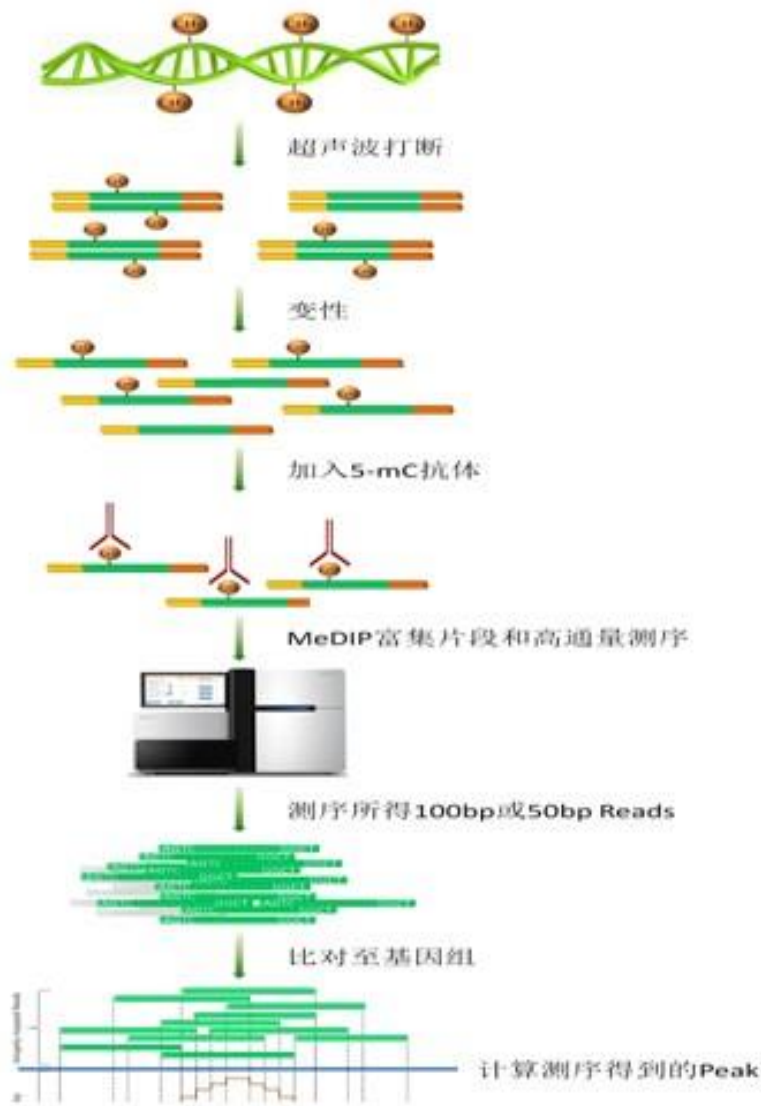 超声波打断
变性
加入5-mC抗体
MeDIP富集片段和高通量测序
测序所得100bp或50bp Reads
比对至基因组
计算测序得到的Peak